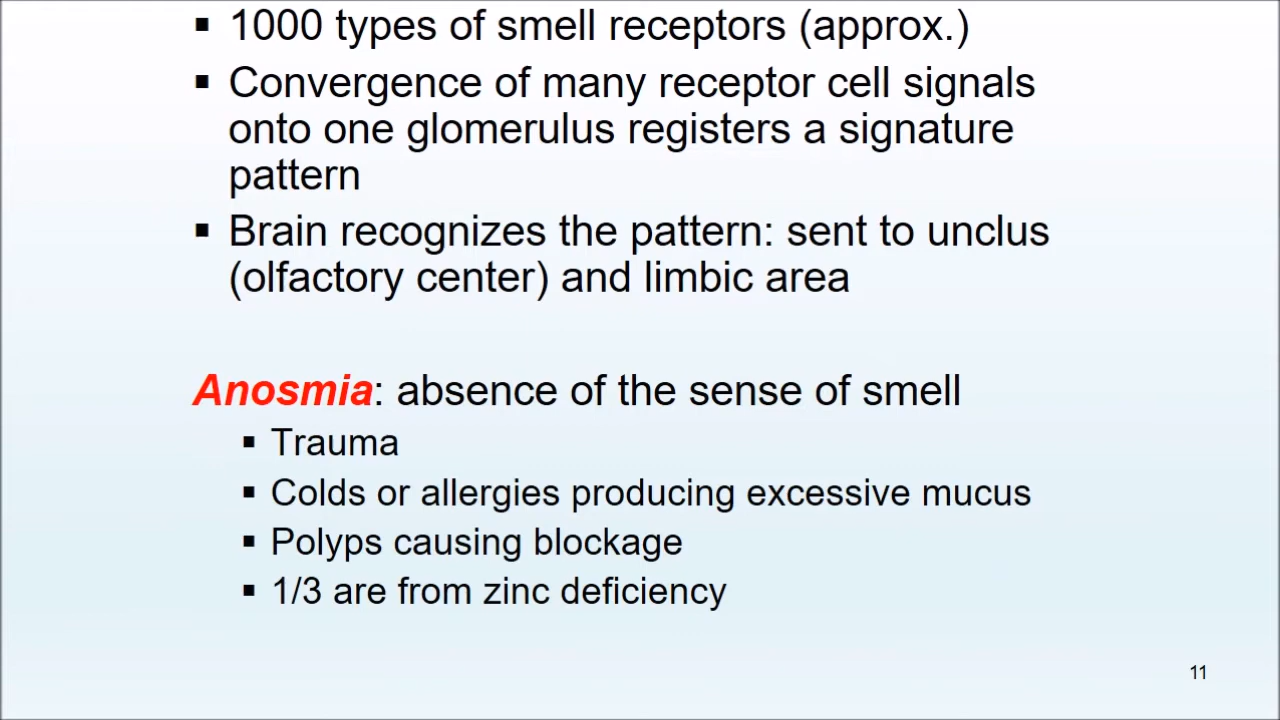 ▪ 1000 types of smell receptors (approx.)
▪ Convergence of many receptor cell signals
onto one glomerulus registers a signature
pattern
▪ Brain recognizes the pattern: sent to unclus
(olfactory center) and limbic area
Anosmia: absence of the sense of smell
▪ Trauma
▪ Colds or allergies producing excessive mucus
▪ Polyps causing blockage
▪ 1/3 are from zinc deficiency
11